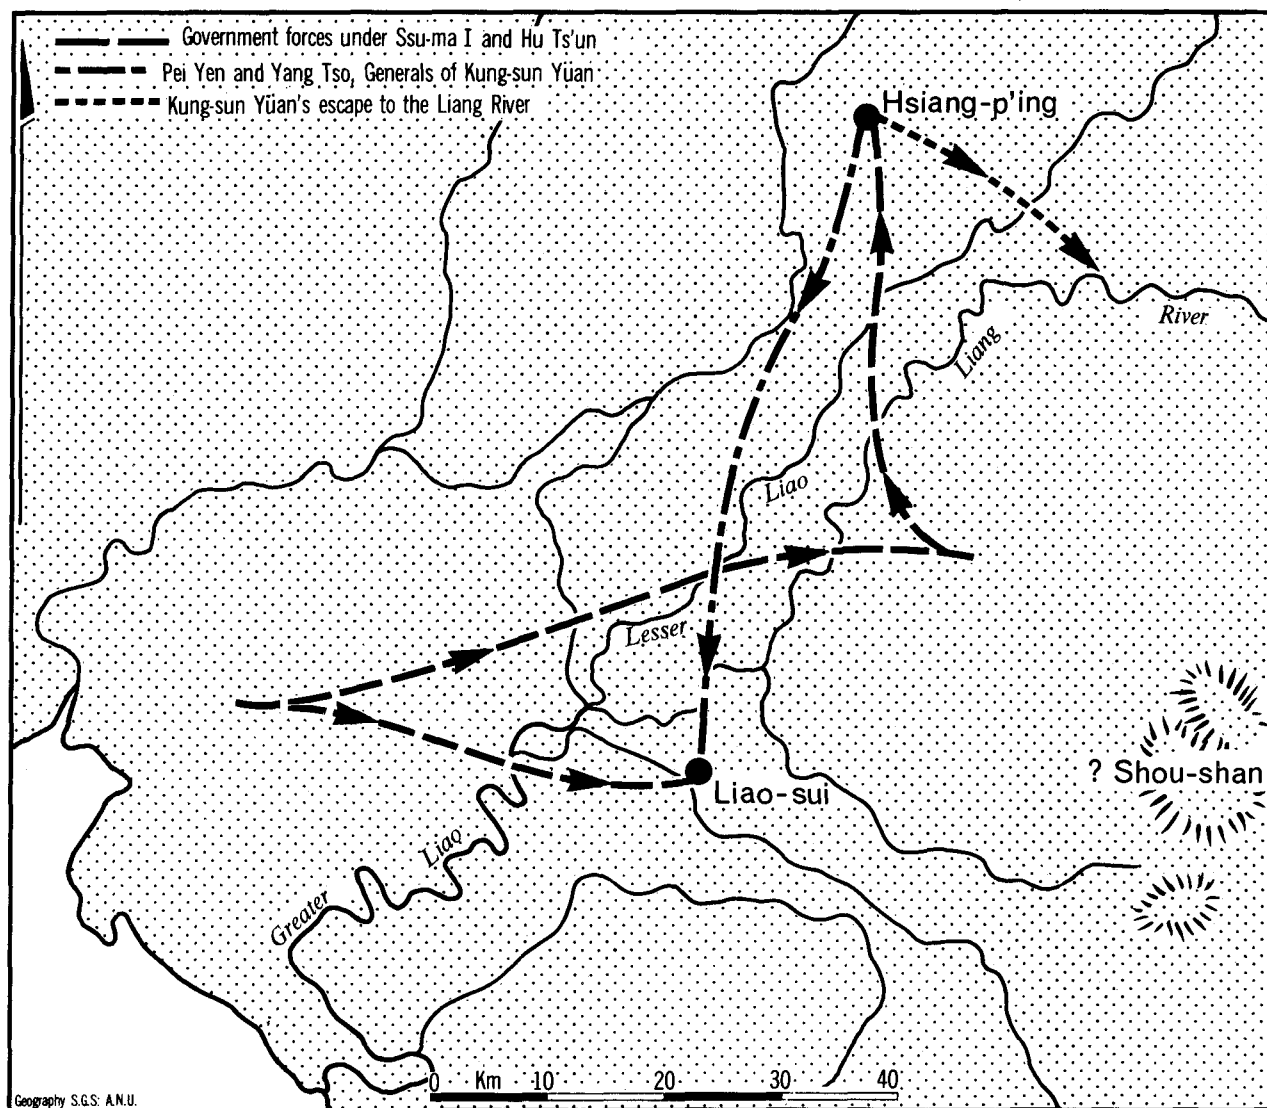 Government forces under Ssu-ma I and Hu Ts'un
Pei Yen and Yang Tso, Generals of Kung-sun Yüan
Kung-sun Yüan's escape to the Liang River
Hsiang-p'ing
River
Liang
Liao
Lesser
? Shou-shan
Liao-sui
Liao
Greater
0 Km 10 20 30 40
Geography S.G.S: A.N.U.